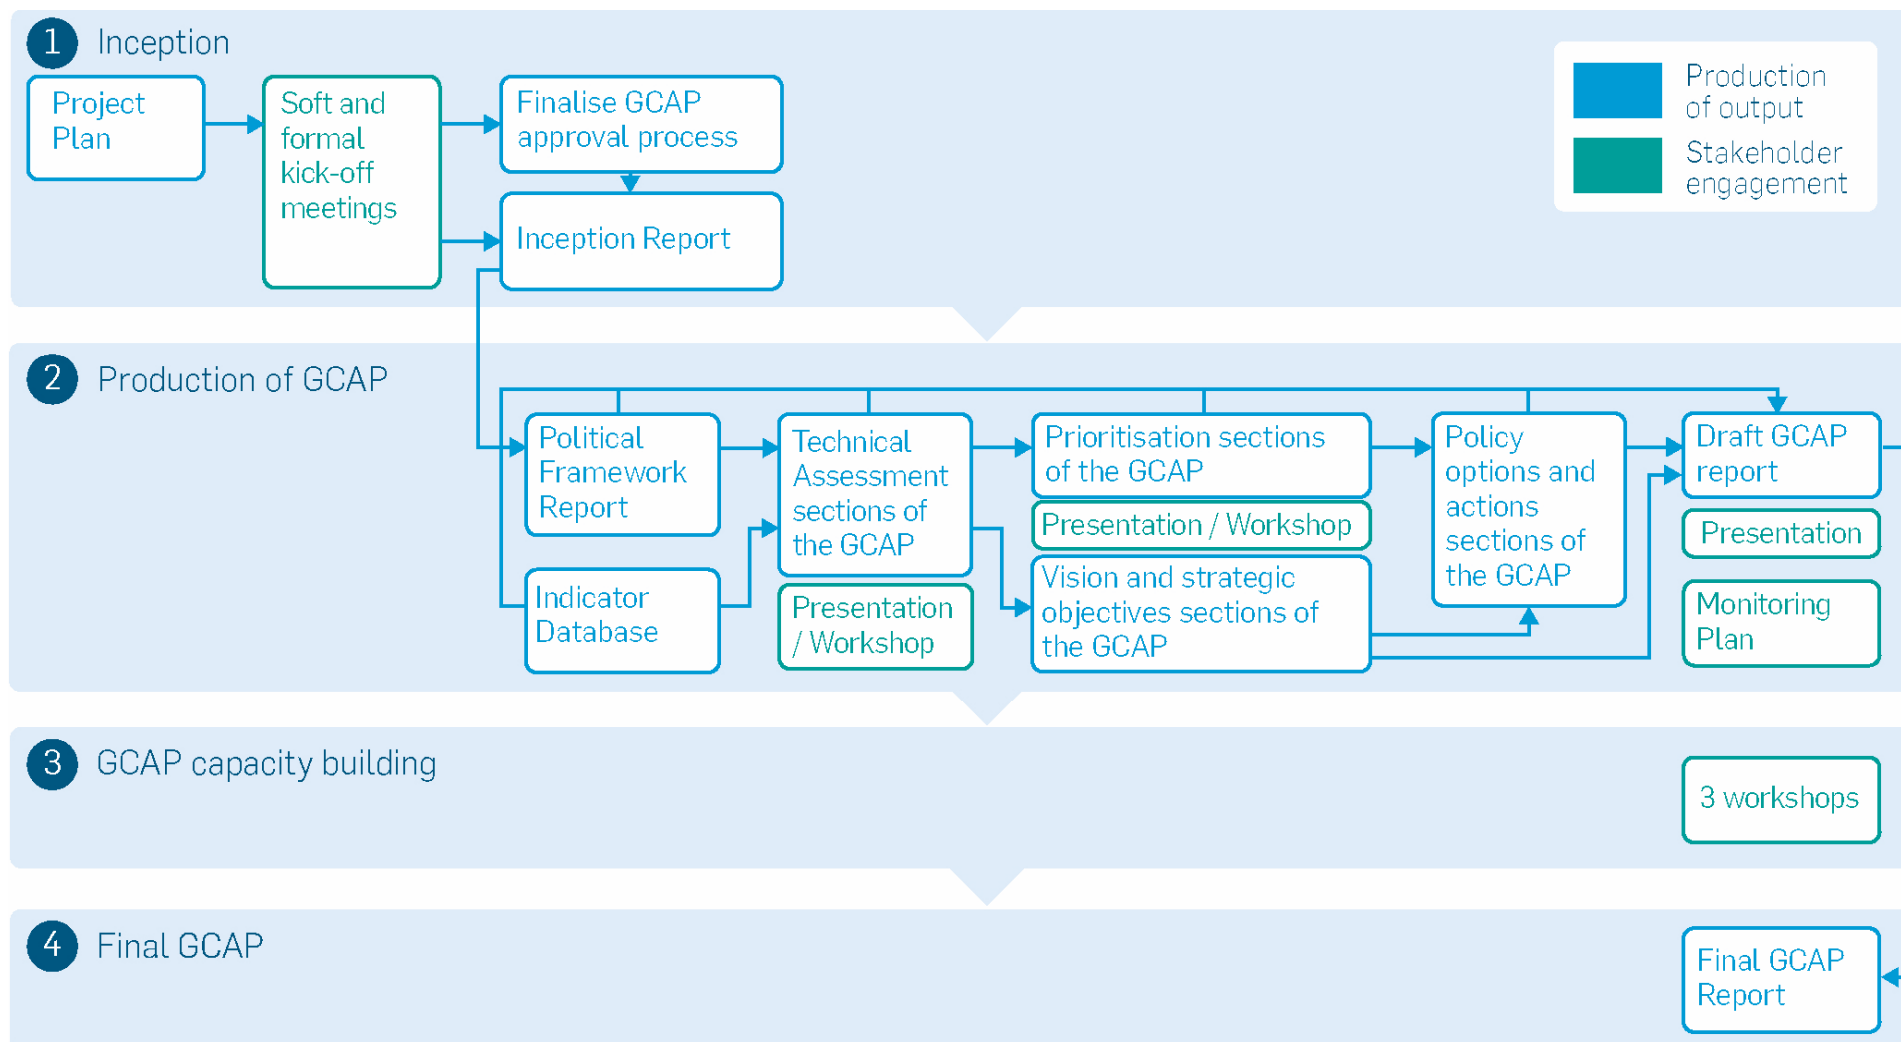 1 Inception
Project
Plan
Soft and
formal
kick-off
meetings
Finalise GCAP
approval process
Inception Report
Production
of output
Stakeholder
engagement
2 Production of GCAP
Political
Framework
Report
Indicator
Database
Technical
Assessment
sections of
the GCAP
Presentation
/ Workshop
Prioritisation sections
of the GCAP
Presentation / Workshop
Vision and strategic
objectives sections of
the GCAP
Policy
options and
actions
sections of
the GCAP
Draft GCAP
report
Presentation
Monitoring
Plan
3 GCAP capacity building
3 workshops
4 Final GCAP
Final GCAP
Report